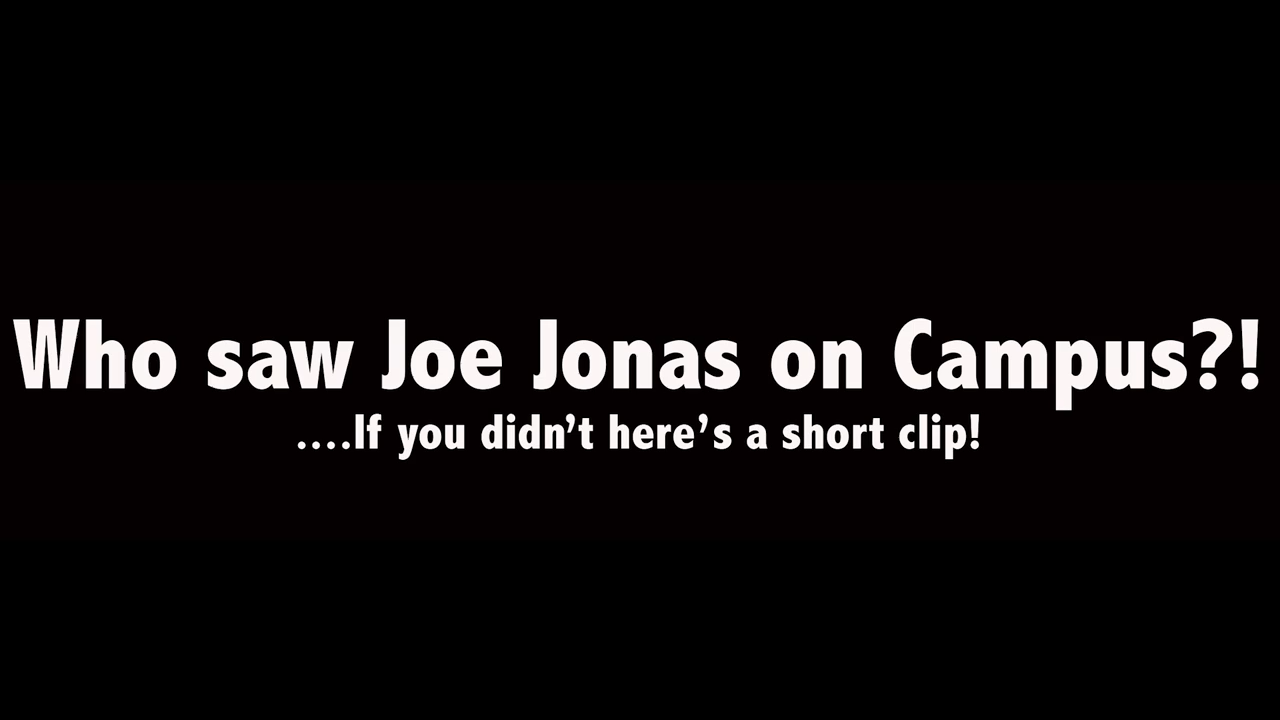 Who saw Joe Jonas on Campus?!
....If you didn’t here’s a short clip!